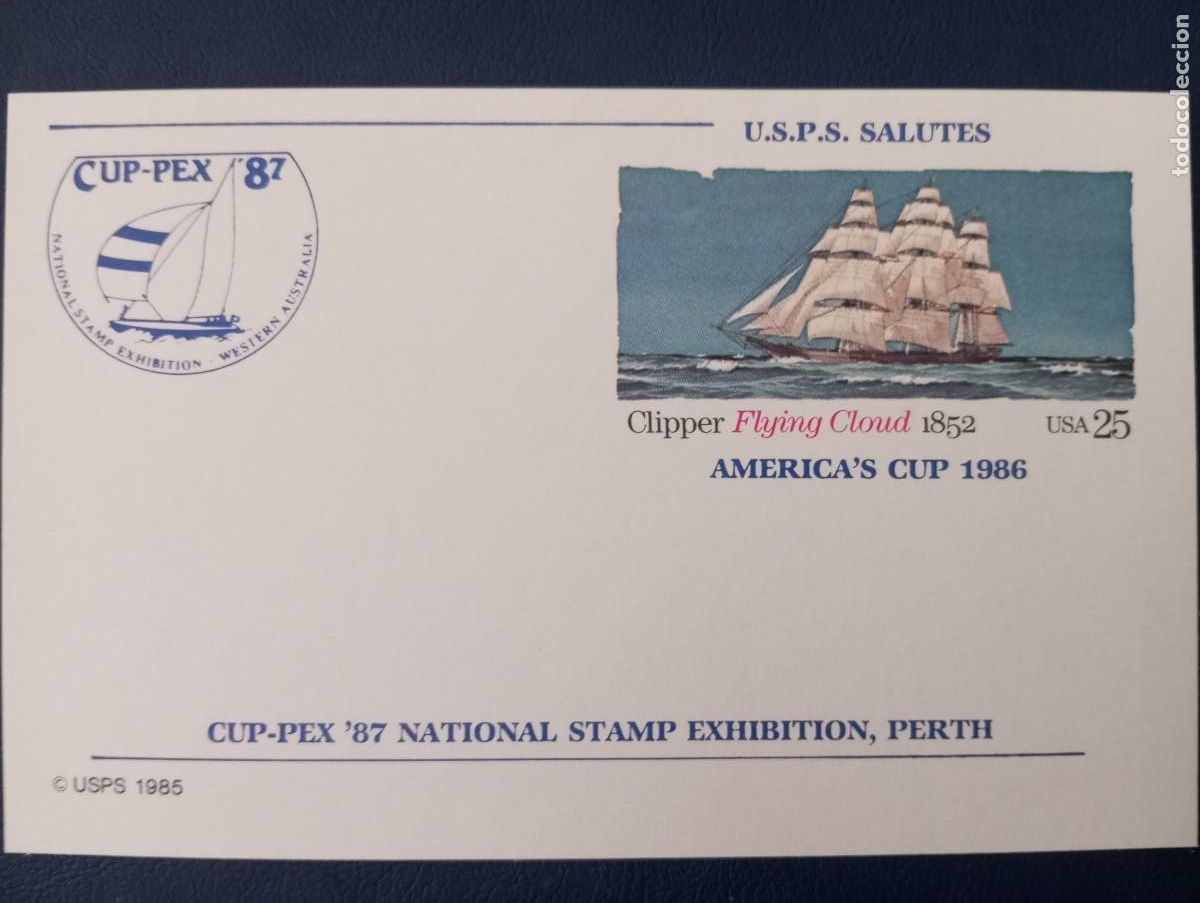 U.S.P.S. SALUTES
CUP-PEX '87
NATIONAL STAMP EXHIBITION · WESTERN AUSTRALIA
Clipper Flying Cloud 1852 USA 25
AMERICA'S CUP 1986
CUP-PEX '87 NATIONAL STAMP EXHIBITION, PERTH
© USPS 1985
todocoleccion